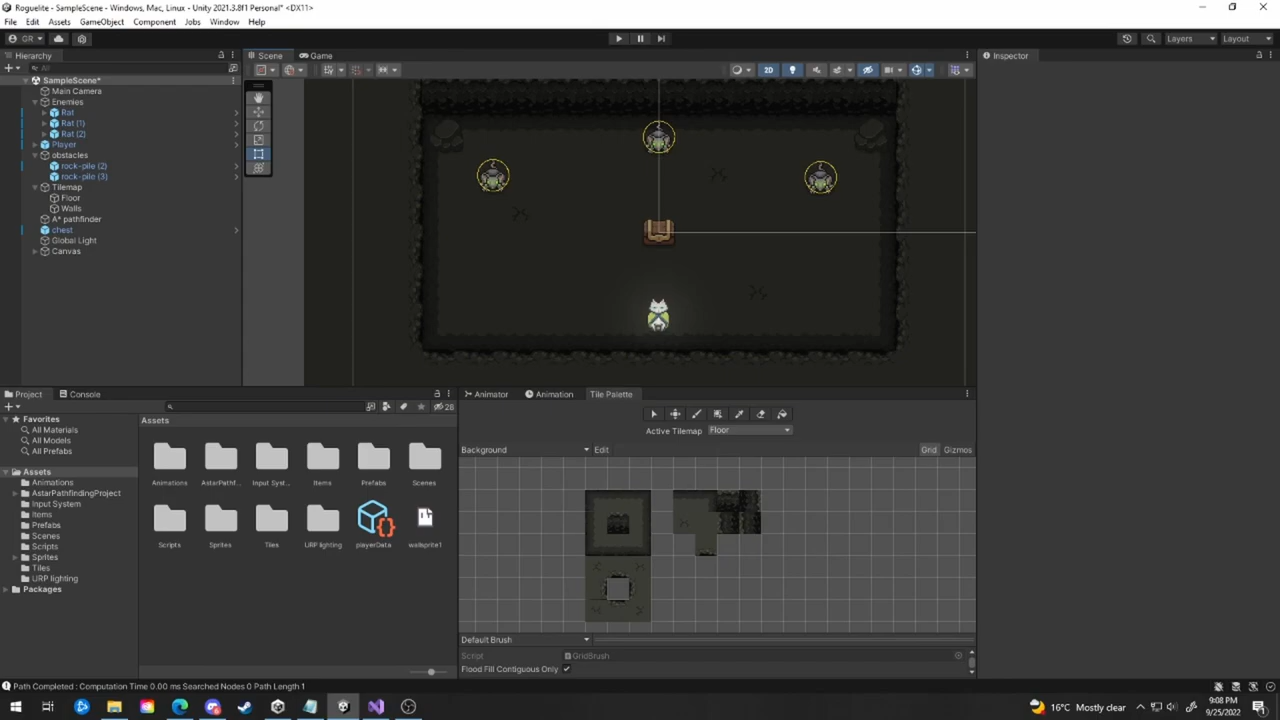 Roguelite - SampleScene - Windows, Mac, Linux - Unity 2021.3.8f1 Personal* <DX11>
File Edit Assets GameObject Component Jobs Window Help
GR Layers Layout
Hierarchy Scene Game Inspector
All 2D
SampleScene*
Main Camera
Enemies
Rat
Rat (1)
Rat (2)
Player
obstacles
rock-pile (2)
rock-pile (3)
Tilemap
Floor
Walls
A* pathfinder
chest
Global Light
Canvas
Project Console Animator Animation Tile Palette
28
Favorites
All Materials
All Models
All Prefabs
Assets
Animations
AstarPathfindingProject
Input System
Items
Prefabs
Scenes
Scripts
Sprites
Tiles
URP lighting
Packages
Assets
Animations AstarPathf... Input Syst... Items Prefabs Scenes
Scripts Sprites Tiles URP lighting playerData wallsprite1
Active Tilemap Floor
Background Edit Grid Gizmos
Default Brush
Script GridBrush
Flood Fill Contiguous Only
Path Completed : Computation Time 0.00 ms Searched Nodes 0 Path Length 1
16°C Mostly clear 9:08 PM
9/25/2022